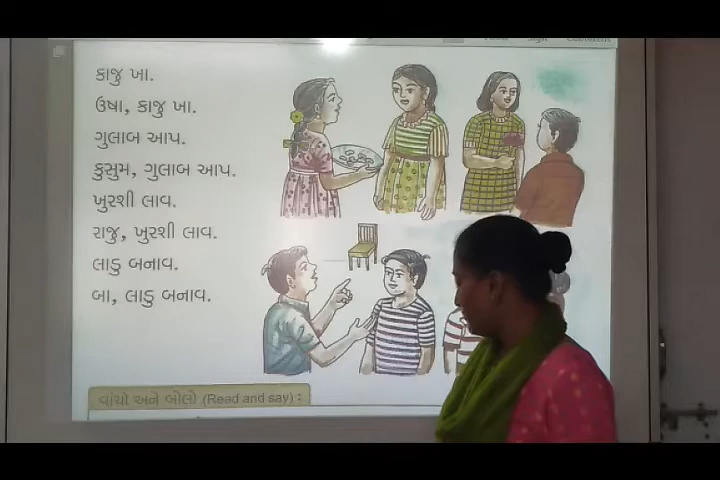 કાજુ ખા.
ઉષા, કાજુ ખા.
ગુલાબ આપ.
કુસુમ, ગુલાબ આપ.
ખુરશી લાવ.
રાજુ, ખુરશી લાવ.
લાડુ બનાવ.
બા, લાડુ બનાવ.
વાંચો અને બોલો (Read and say) :